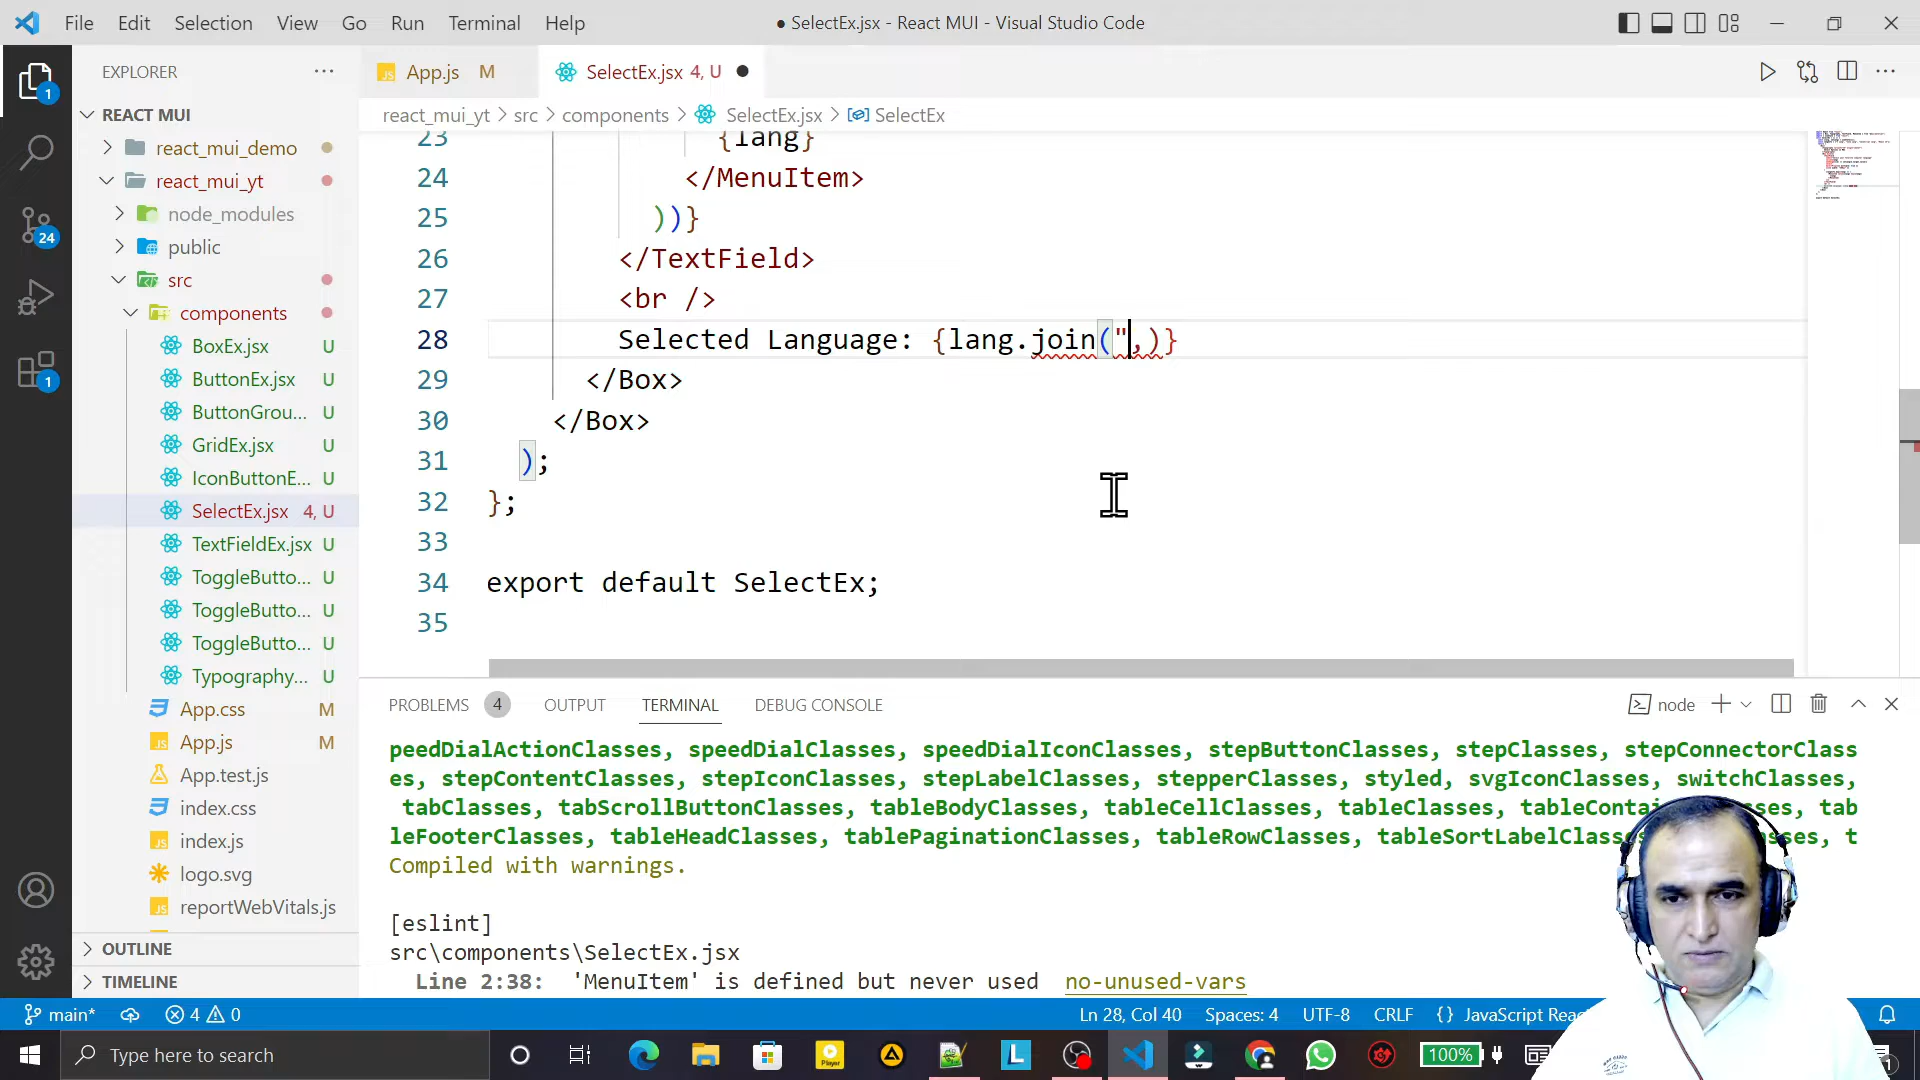 File Edit Selection View Go Run Terminal Help
● SelectEx.jsx - React MUI - Visual Studio Code
EXPLORER
App.js M
SelectEx.jsx 4, U
REACT MUI
react_mui_yt > src > components > SelectEx.jsx > SelectEx
react_mui_demo
react_mui_yt
node_modules
public
src
components
BoxEx.jsx U
ButtonEx.jsx U
ButtonGrou... U
GridEx.jsx U
IconButtonE... U
SelectEx.jsx 4, U
TextFieldEx.jsx U
ToggleButto... U
ToggleButto... U
ToggleButto... U
Typography... U
App.css M
App.js M
App.test.js
index.css
index.js
logo.svg
reportWebVitals.js
OUTLINE
TIMELINE
1
24
1
23 {lang}
24 </MenuItem>
25 ))}
26 </TextField>
27 <br />
28 Selected Language: {lang.join(",)}
29 </Box>
30 </Box>
31 );
32 };
33
34 export default SelectEx;
35
PROBLEMS 4 OUTPUT TERMINAL DEBUG CONSOLE
node
peedDialActionClasses, speedDialClasses, speedDialIconClasses, stepButtonClasses, stepClasses, stepConnectorClass
es, stepContentClasses, stepIconClasses, stepLabelClasses, stepperClasses, styled, svgIconClasses, switchClasses,
tabClasses, tabScrollButtonClasses, tableBodyClasses, tableCellClasses, tableClasses, tab
leFooterClasses, tableHeadClasses, tablePaginationClasses, tableRowClasses, t
Compiled with warnings.
[eslint]
src\components\SelectEx.jsx
Line 2:38: 'MenuItem' is defined but never used no-unused-vars
main* 4 0
Ln 28, Col 40 Spaces: 4 UTF-8 CRLF {} JavaScript
Type here to search
L
Player
100%